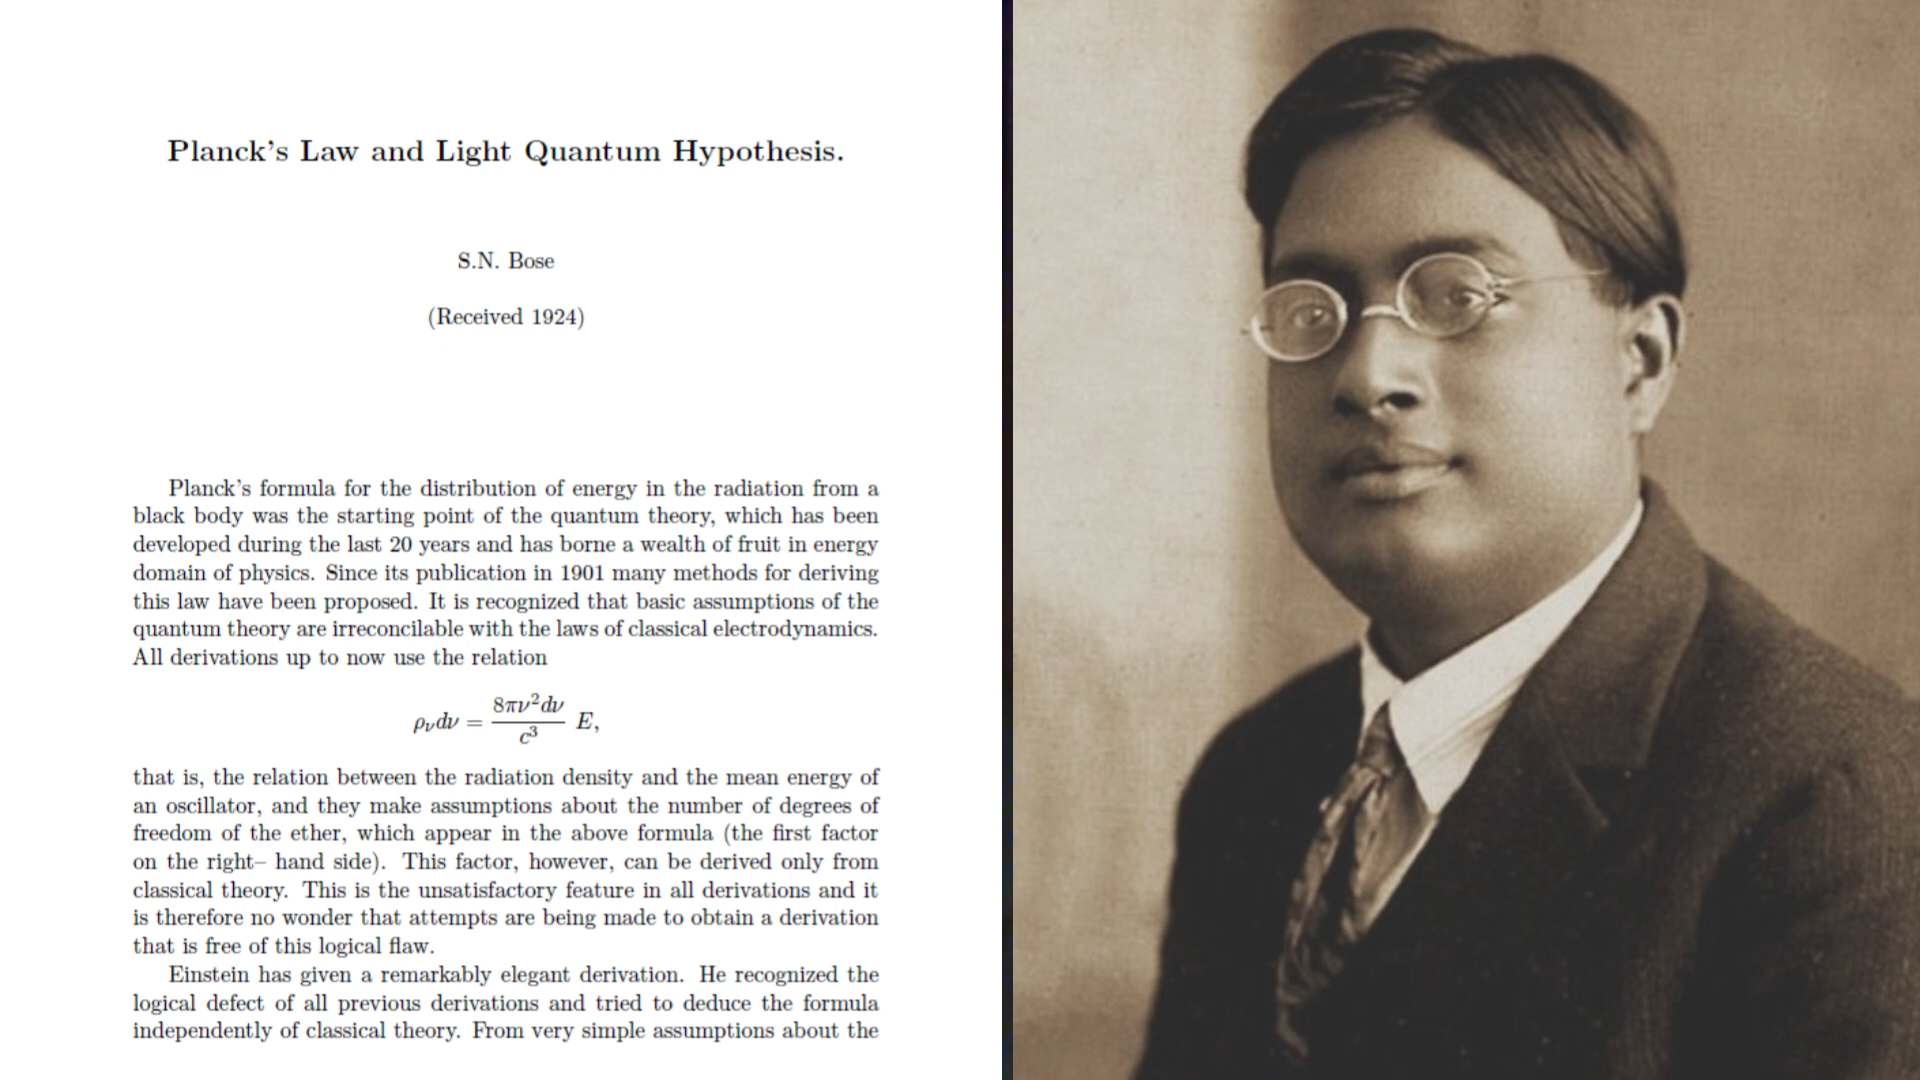 Planck's Law and Light Quantum Hypothesis.
S.N. Bose
(Received 1924)
Planck's formula for the distribution of energy in the radiation from a
black body was the starting point of the quantum theory, which has been
developed during the last 20 years and has borne a wealth of fruit in energy
domain of physics. Since its publication in 1901 many methods for deriving
this law have been proposed. It is recognized that basic assumptions of the
quantum theory are irreconcilable with the laws of classical electrodynamics.
All derivations up to now use the relation
ρ_ν dν = 8πν² dν / c³ E,
that is, the relation between the radiation density and the mean energy of
an oscillator, and they make assumptions about the number of degrees of
freedom of the ether, which appear in the above formula (the first factor
on the right– hand side). This factor, however, can be derived only from
classical theory. This is the unsatisfactory feature in all derivations and it
is therefore no wonder that attempts are being made to obtain a derivation
that is free of this logical flaw.
Einstein has given a remarkably elegant derivation. He recognized the
logical defect of all previous derivations and tried to deduce the formula
independently of classical theory. From very simple assumptions about the